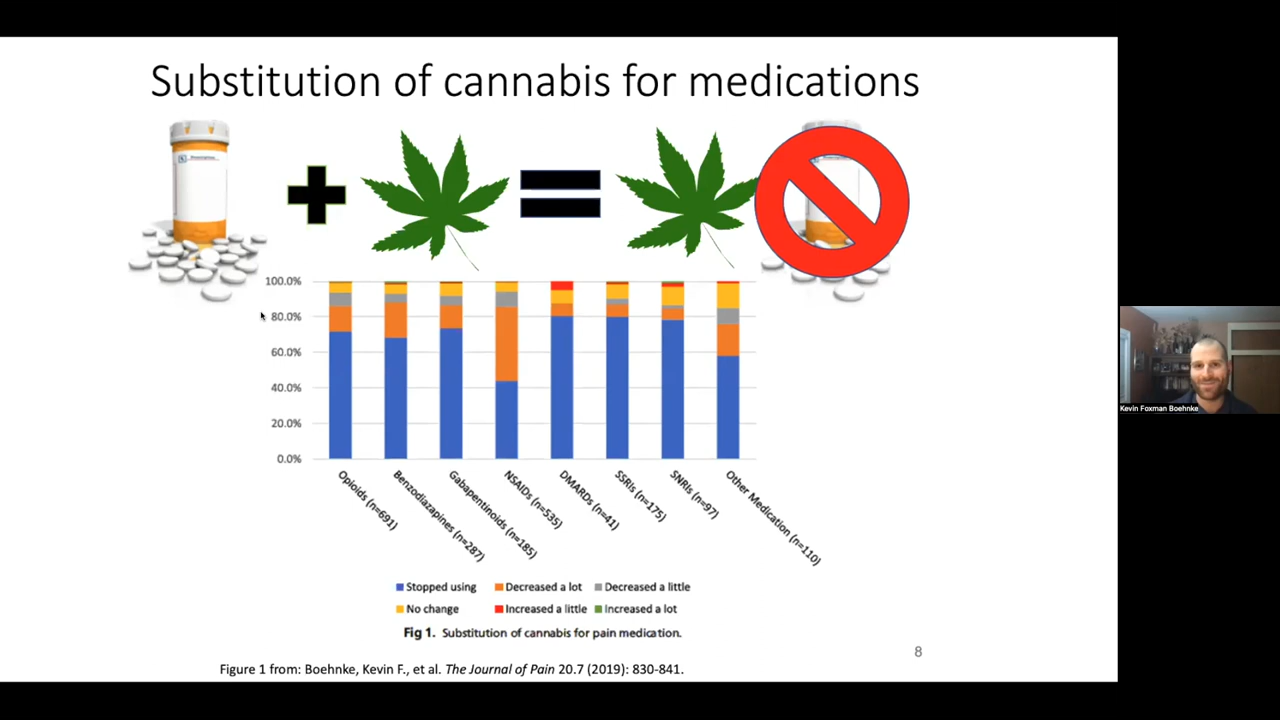 Substitution of cannabis for medications
100.0%
80.0%
60.0%
40.0%
20.0%
0.0%
Opioids (n=691)
Benzodiazapines (n=287)
Gabapentinoids (n=185)
NSAIDs (n=535)
DMARDs (n=41)
SSRIs (n=175)
SNRIs (n=97)
Other Medication (n=110)
Stopped using Decreased a lot Decreased a little
No change Increased a little Increased a lot
Fig 1. Substitution of cannabis for pain medication.
8
Figure 1 from: Boehnke, Kevin F., et al. The Journal of Pain 20.7 (2019): 830-841.
Kevin Foxman Boehnke